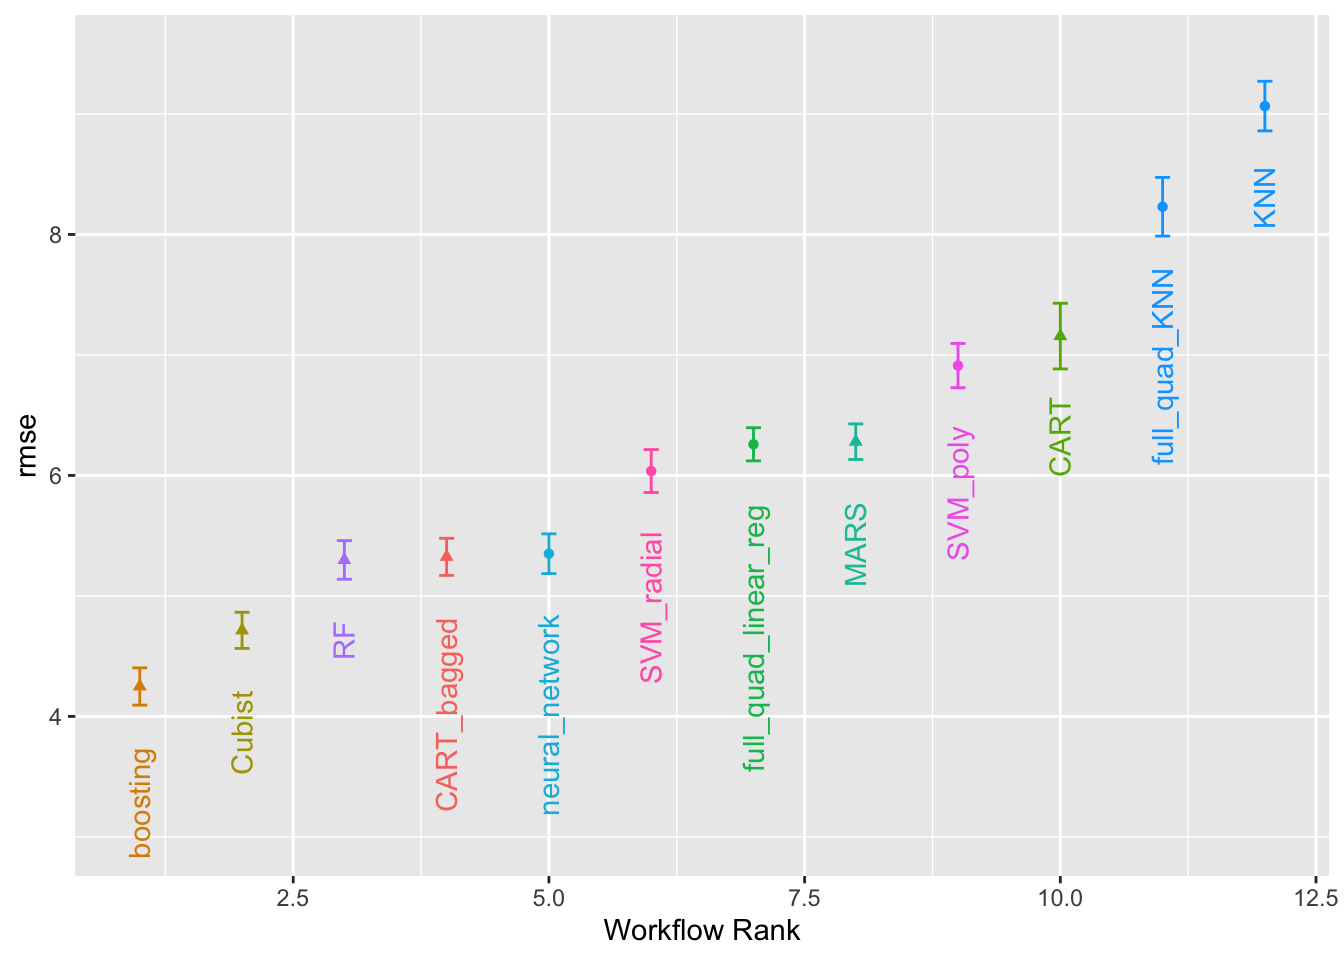 rmse
8
6
4
boosting
Cubist
RF
CART_bagged
neural_network
SVM_radial
full_quad_linear_reg
MARS
SVM_poly
CART
full_quad_KNN
KNN
2.5
5.0
7.5
10.0
12.5
Workflow Rank